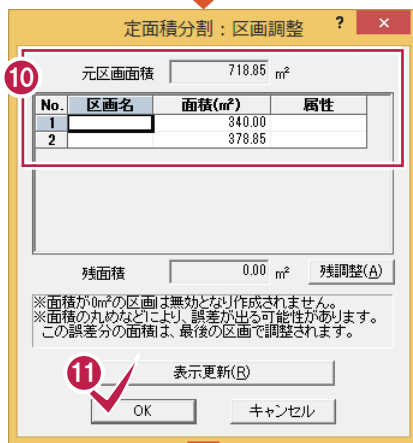 定面積分割：区画調整 ? ×
10
元区画面積 718.85 m²
No. 区画名 面積(m²) 属性
1 340.00
2 378.85
残面積 0.00 m² 残調整(A)
※面積が0m²の区画は無効となり作成されません。
※面積の丸めなどにより、誤差が出る可能性があります。
この誤差分の面積は、最後の区画で調整されます。
11
表示更新(R)
OK キャンセル